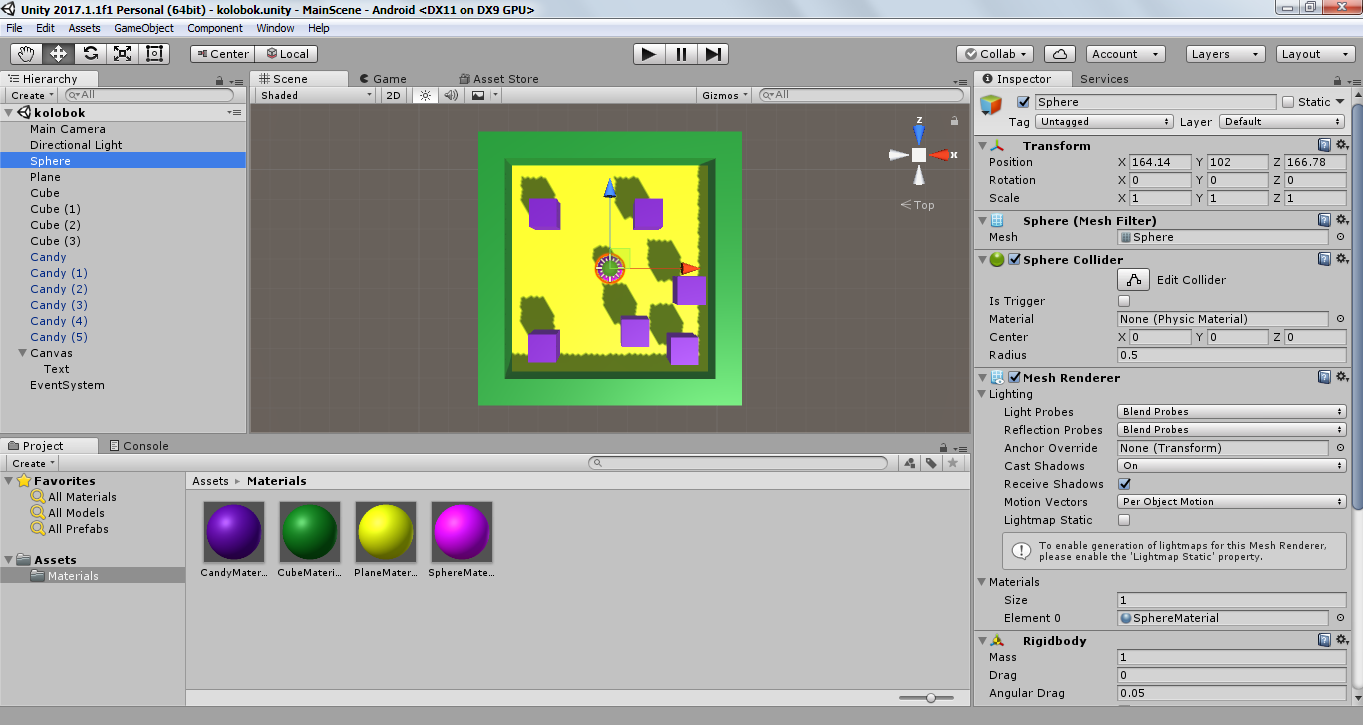 Unity 2017.1.1f1 Personal (64bit) - kolobok.unity - MainScene - Android <DX11 on DX9 GPU>
File Edit Assets GameObject Component Window Help
Center Local Collab Account Layers Layout
Hierarchy
Create All
kolobok
Main Camera
Directional Light
Sphere
Plane
Cube
Cube (1)
Cube (2)
Cube (3)
Candy
Candy (1)
Candy (2)
Candy (3)
Candy (4)
Candy (5)
Canvas
Text
EventSystem
Scene Game Asset Store
Shaded 2D Gizmos All
z
x
Top
Project Console
Create
Favorites
All Materials
All Models
All Prefabs
Assets
Materials
Assets Materials
CandyMater... CubeMateri... PlaneMater... SphereMate...
Inspector Services
Sphere Static
Tag Untagged Layer Default
Transform
Position X 164.14 Y 102 Z 166.78
Rotation X 0 Y 0 Z 0
Scale X 1 Y 1 Z 1
Sphere (Mesh Filter)
Mesh Sphere
Sphere Collider
Edit Collider
Is Trigger
Material None (Physic Material)
Center X 0 Y 0 Z 0
Radius 0.5
Mesh Renderer
Lighting
Light Probes Blend Probes
Reflection Probes Blend Probes
Anchor Override None (Transform)
Cast Shadows On
Receive Shadows
Motion Vectors Per Object Motion
Lightmap Static
To enable generation of lightmaps for this Mesh Renderer,
please enable the 'Lightmap Static' property.
Materials
Size 1
Element 0 SphereMaterial
Rigidbody
Mass 1
Drag 0
Angular Drag 0.05